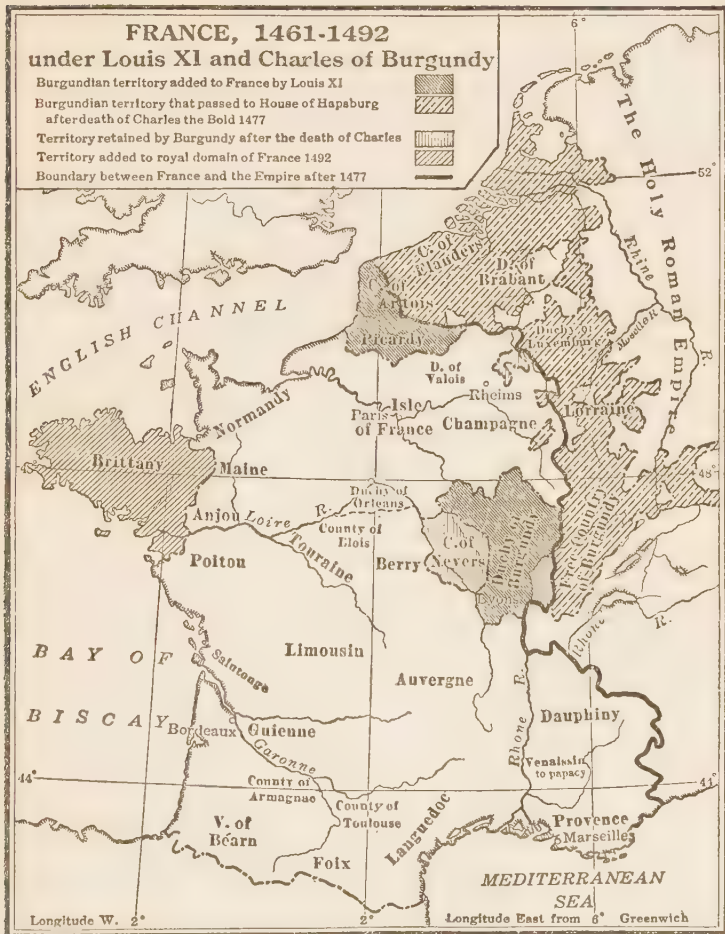 FRANCE, 1461-1492
under Louis XI and Charles of Burgundy
Burgundian territory added to France by Louis XI
Burgundian territory that passed to House of Hapsburg
after death of Charles the Bold 1477
Territory retained by Burgundy after the death of Charles
Territory added to royal domain of France 1492
Boundary between France and the Empire after 1477
6°
52°
The Holy Roman Empire
Rhine
R.
C. of
Flanders
D. of
Brabant
C. of
Artois
Picardy
ENGLISH CHANNEL
Duchy of
Luxemburg
Moselle R.
D. of
Valois
Rheims
Lorraine
Normandy
Isle
of France
Paris
Champagne
Brittany
Maine
48°
Duchy of
Orleans
Anjou
Loire
R.
County of
Blois
Touraine
Berry
C. of
Nevers
Duchy of
Burgundy
Free County
of Burgundy
Poitou
Lyons
Rhone
R.
BAY OF
BISCAY
Saintonge
Limousin
Auvergne
Bordeaux
Guienne
Garonne
Rhone R.
Dauphiny
Venaissin
to papacy
44°
41°
County of
Armagnac
County of
Toulouse
Languedoc
Provence
Marseille
V. of
Béarn
Foix
MEDITERRANEAN
SEA
Longitude W. 2°
2°
Longitude East from 6° Greenwich